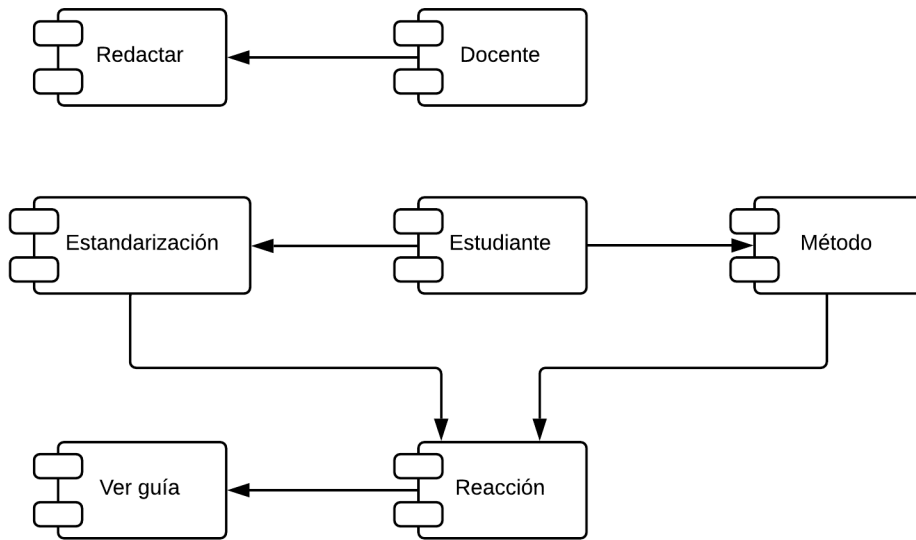 Redactar
Docente
Estandarización
Estudiante
Método
Ver guía
Reacción